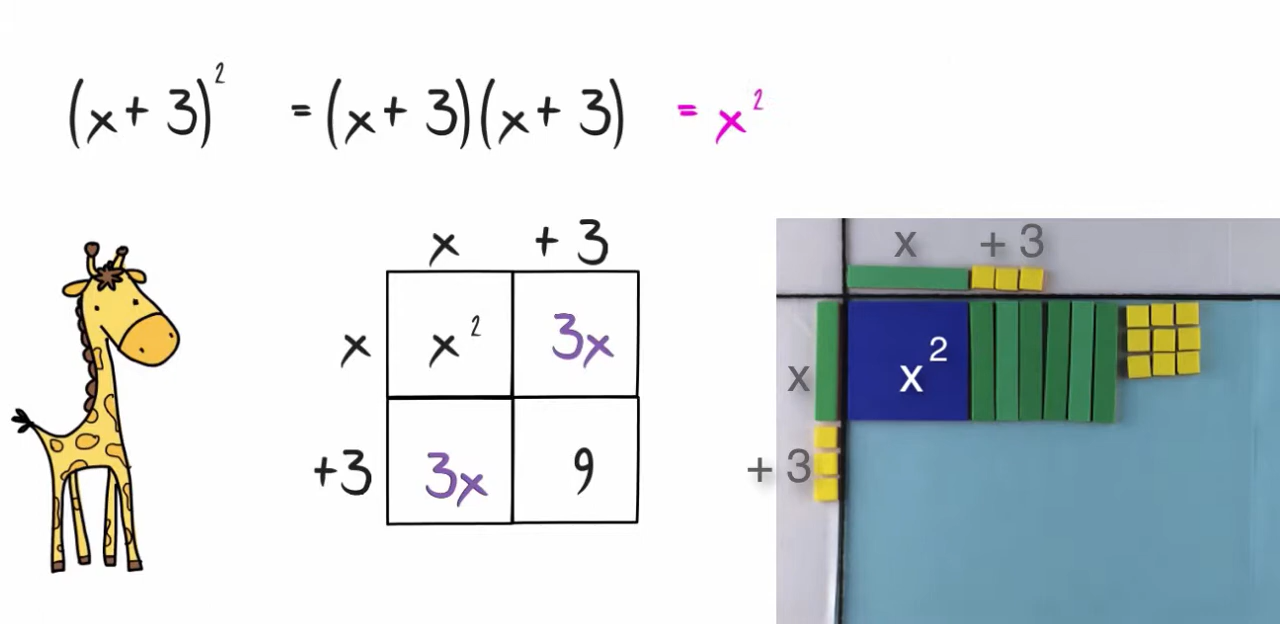 (x + 3)² = (x + 3)(x + 3) = x²
x + 3
x x² 3x
+3 3x 9
x + 3
x x²
+ 3